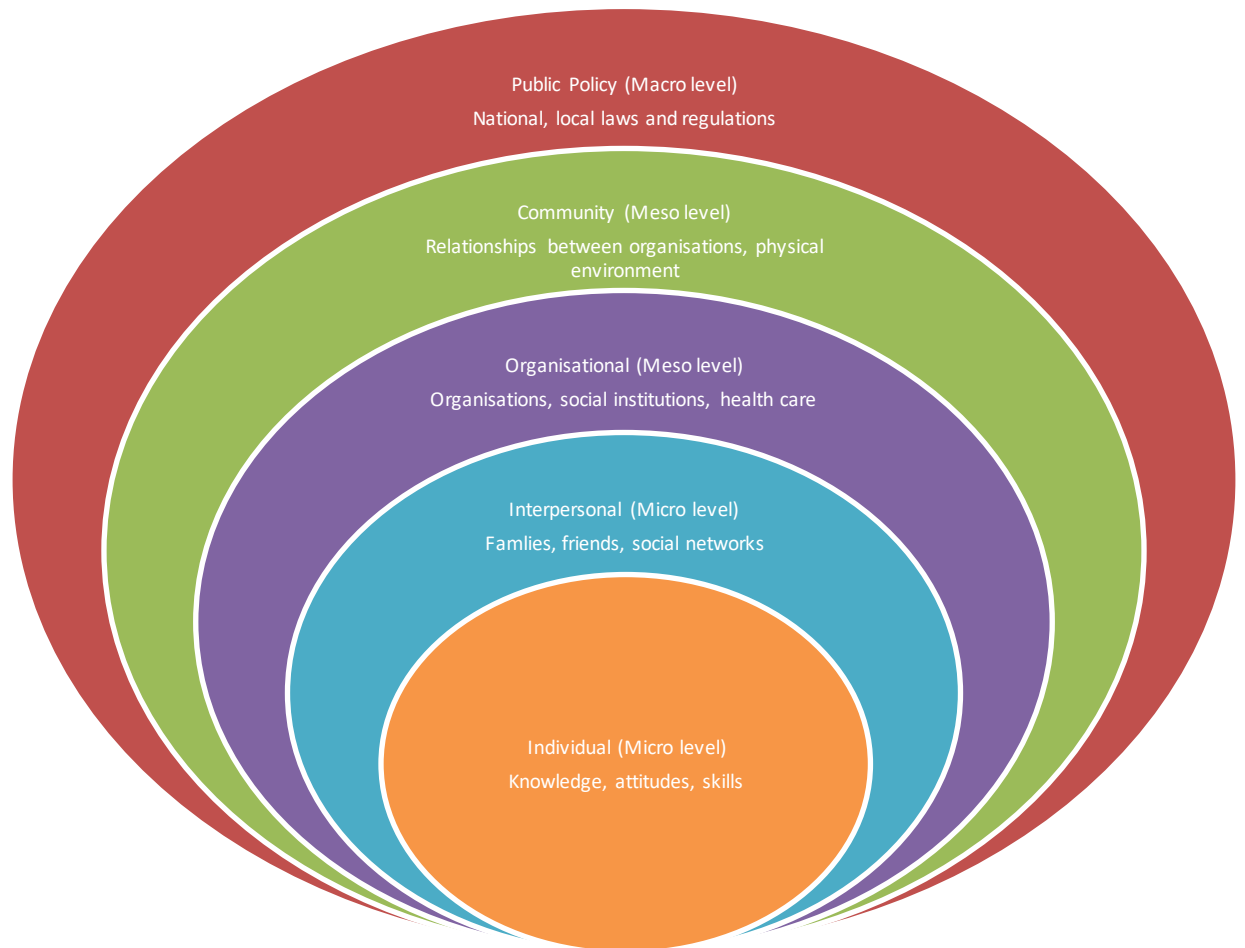 Public Policy (Macro level)
National, local laws and regulations
Community (Meso level)
Relationships between organisations, physical
environment
Organisational (Meso level)
Organisations, social institutions, health care
Interpersonal (Micro level)
Famlies, friends, social networks
Individual (Micro level)
Knowledge, attitudes, skills